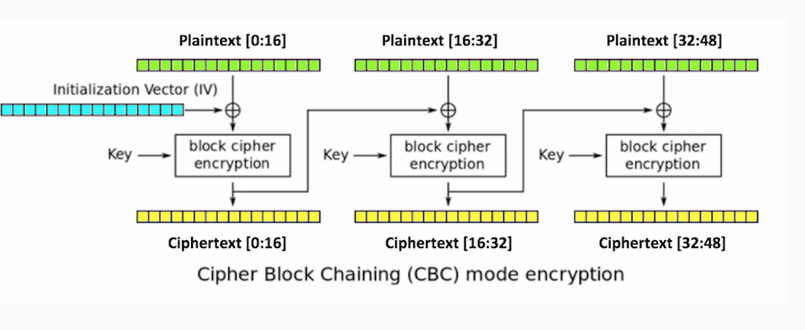 Plaintext [0:16] Plaintext [16:32] Plaintext [32:48]
Initialization Vector (IV)
Key block cipher encryption Key block cipher encryption Key block cipher encryption
Ciphertext [0:16] Ciphertext [16:32] Ciphertext [32:48]
Cipher Block Chaining (CBC) mode encryption